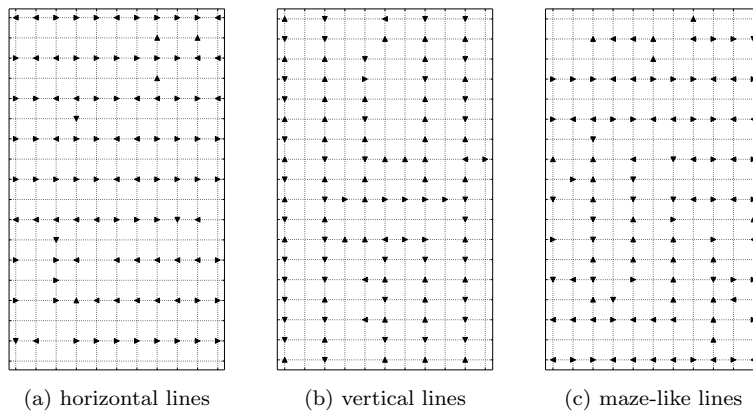 (a) horizontal lines
(b) vertical lines
(c) maze-like lines